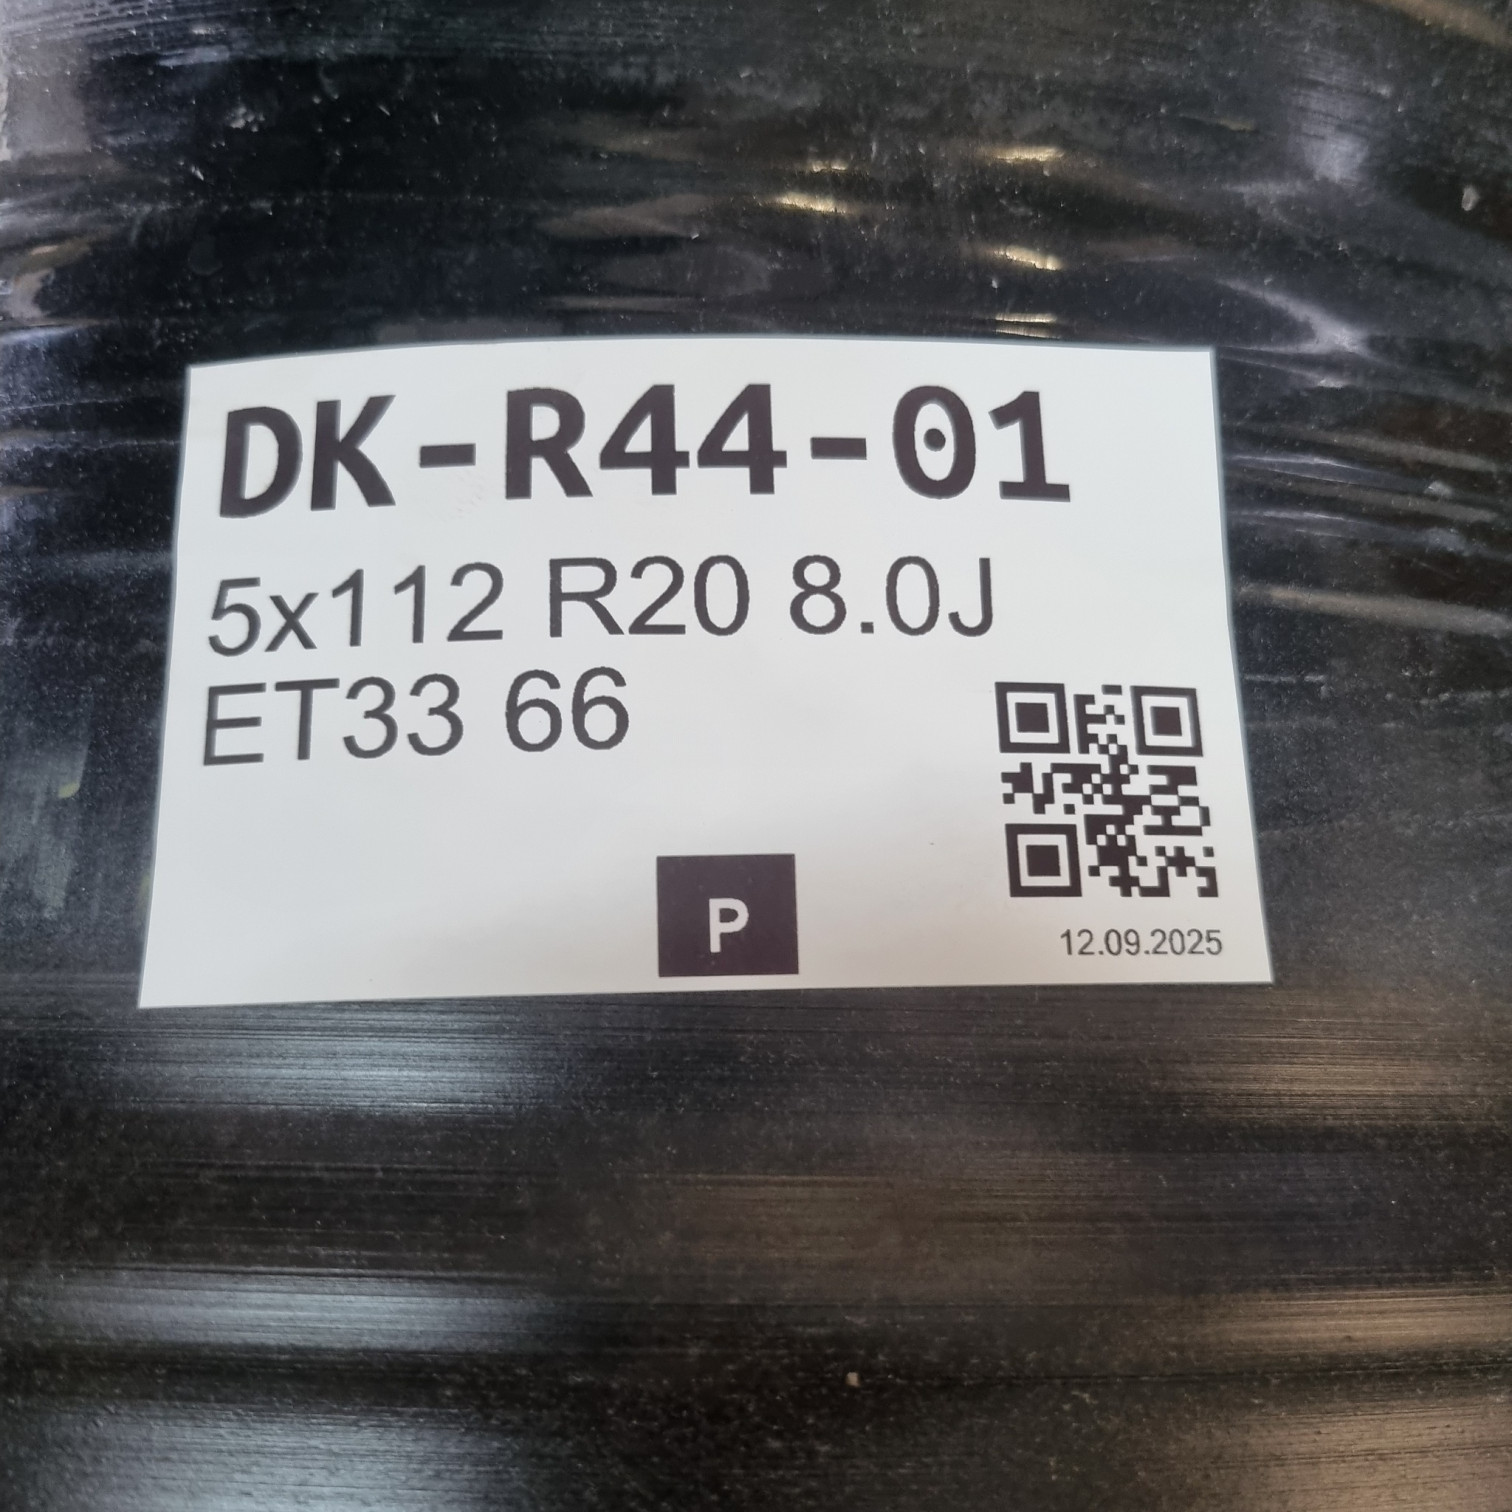 DK-R44-01
5x112 R20 8.0J
ET33 66
P
12.09.2025